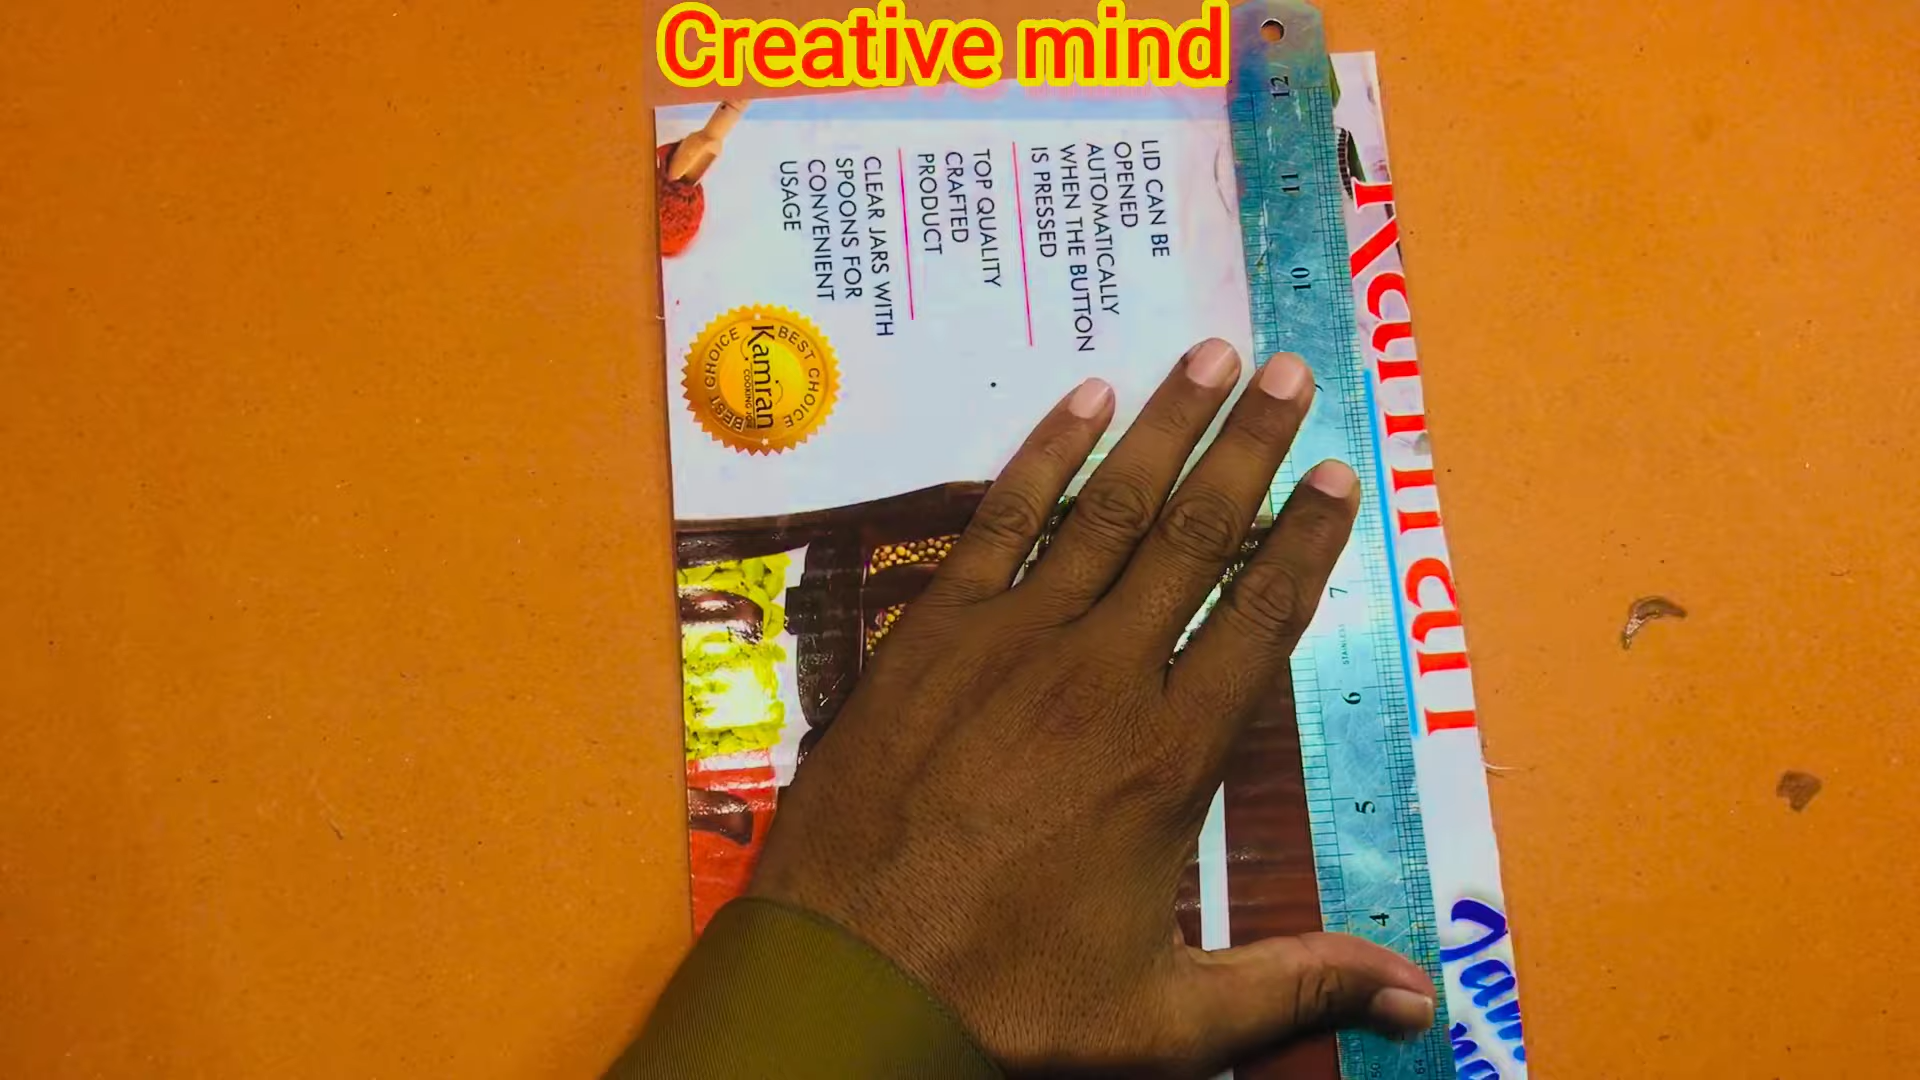 Creative mind
LID CAN BE
OPENED
AUTOMATICALLY
WHEN THE BUTTON
IS PRESSED
TOP QUALITY
CRAFTED
PRODUCT
CLEAR JARS WITH
SPOONS FOR
CONVENIENT
USAGE
BEST CHOICE
Kamran
BEST CHOICE
12
11
10
7
6
5
4